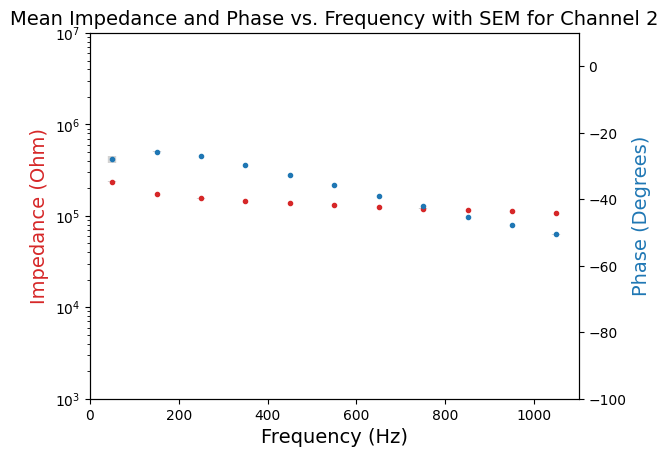 Mean Impedance and Phase vs. Frequency with SEM for Channel 2
10^7
10^6
10^5
10^4
10^3
Impedance (Ohm)
0
−20
−40
−60
−80
−100
Phase (Degrees)
0 200 400 600 800 1000
Frequency (Hz)